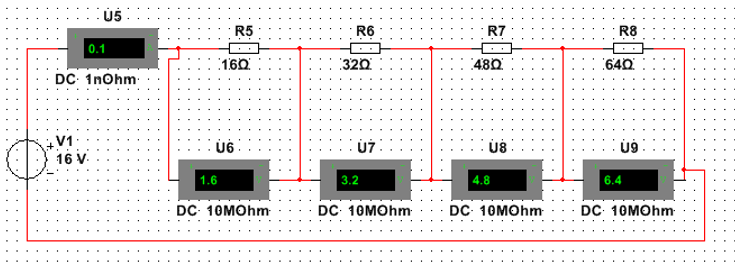 U5
0.1
DC 1nOhm
R5
16Ω
R6
32Ω
R7
48Ω
R8
64Ω
V1
16 V
U6
1.6
DC 10MOhm
U7
3.2
DC 10MOhm
U8
4.8
DC 10MOhm
U9
6.4
DC 10MOhm